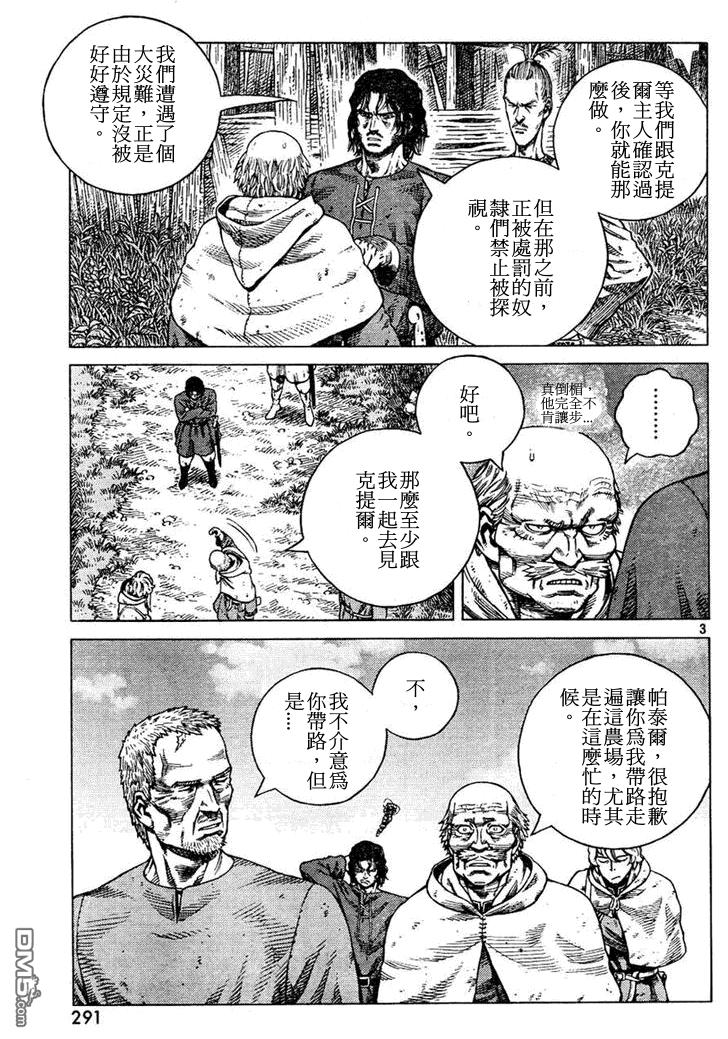 等我們跟克提
爾主人確認過
後，你就能那
麼做。
但在那之前，
正被處罰的奴
隸們禁止被探
視。
我們遭遇了個
大災難，正是
由於規定沒被
好好遵守。
………
楣，不
倒全步
真完讓
他肯...
好吧。
那麼至少跟
我一起去見
克提爾。
3
帕泰爾，很抱歉
讓你爲我帶路走
遍這農場，尤其
是在這麼忙的時
候。
不，
我不介意爲
你帶路，但
是……
291
DM5